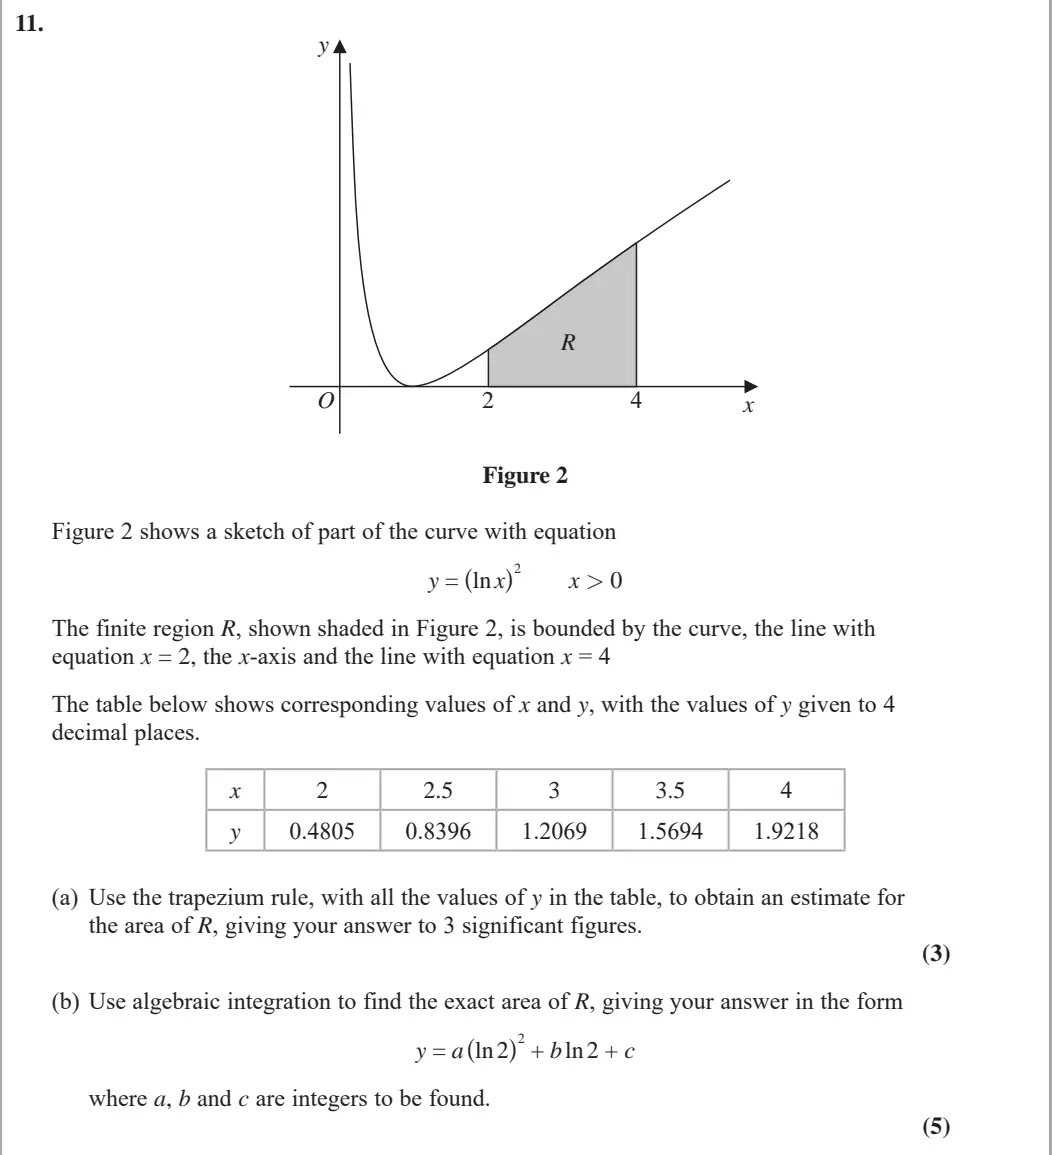 11.
y
R
O
2
4
x
Figure 2
Figure 2 shows a sketch of part of the curve with equation
y = (ln x)² x > 0
The finite region R, shown shaded in Figure 2, is bounded by the curve, the line with
equation x = 2, the x-axis and the line with equation x = 4
The table below shows corresponding values of x and y, with the values of y given to 4
decimal places.
x 2 2.5 3 3.5 4
y 0.4805 0.8396 1.2069 1.5694 1.9218
(a) Use the trapezium rule, with all the values of y in the table, to obtain an estimate for
the area of R, giving your answer to 3 significant figures.
(3)
(b) Use algebraic integration to find the exact area of R, giving your answer in the form
y = a(ln 2)² + b ln 2 + c
where a, b and c are integers to be found.
(5)